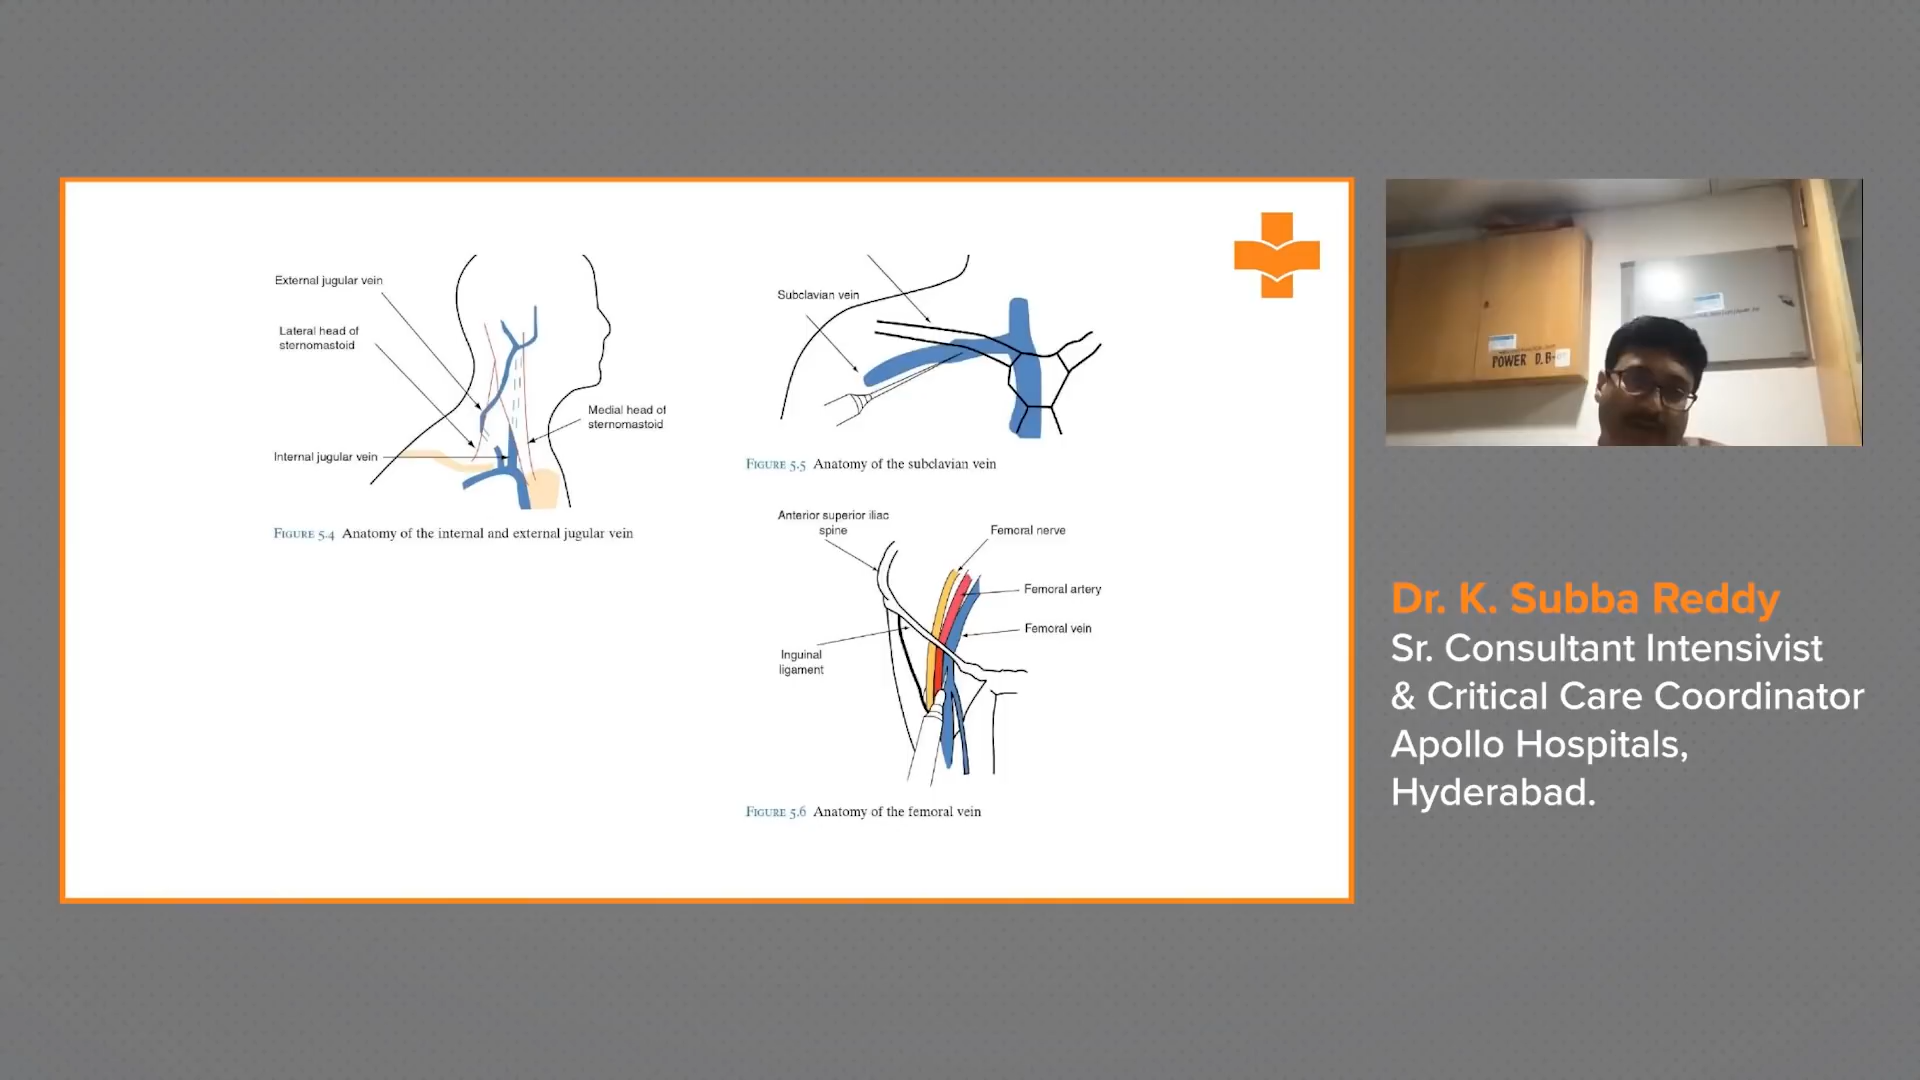 External jugular vein
Lateral head of
sternomastoid
Medial head of
sternomastoid
Internal jugular vein
FIGURE 5.4 Anatomy of the internal and external jugular vein
Subclavian vein
FIGURE 5.5 Anatomy of the subclavian vein
Anterior superior iliac
spine
Femoral nerve
Femoral artery
Femoral vein
Inguinal
ligament
FIGURE 5.6 Anatomy of the femoral vein
POWER D.B-
Dr. K. Subba Reddy
Sr. Consultant Intensivist
& Critical Care Coordinator
Apollo Hospitals,
Hyderabad.